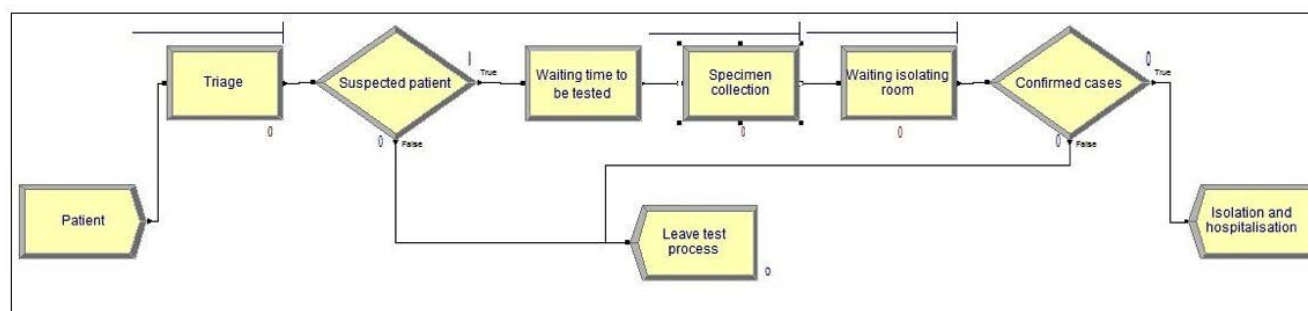 Triage
0
Suspected patient
True
0
False
Waiting time to
be tested
Specimen
collection
0
Waiting isolating
room
0
Confirmed cases
0
True
0
False
Patient
Leave test
process
0
Isolation and
hospitalisation